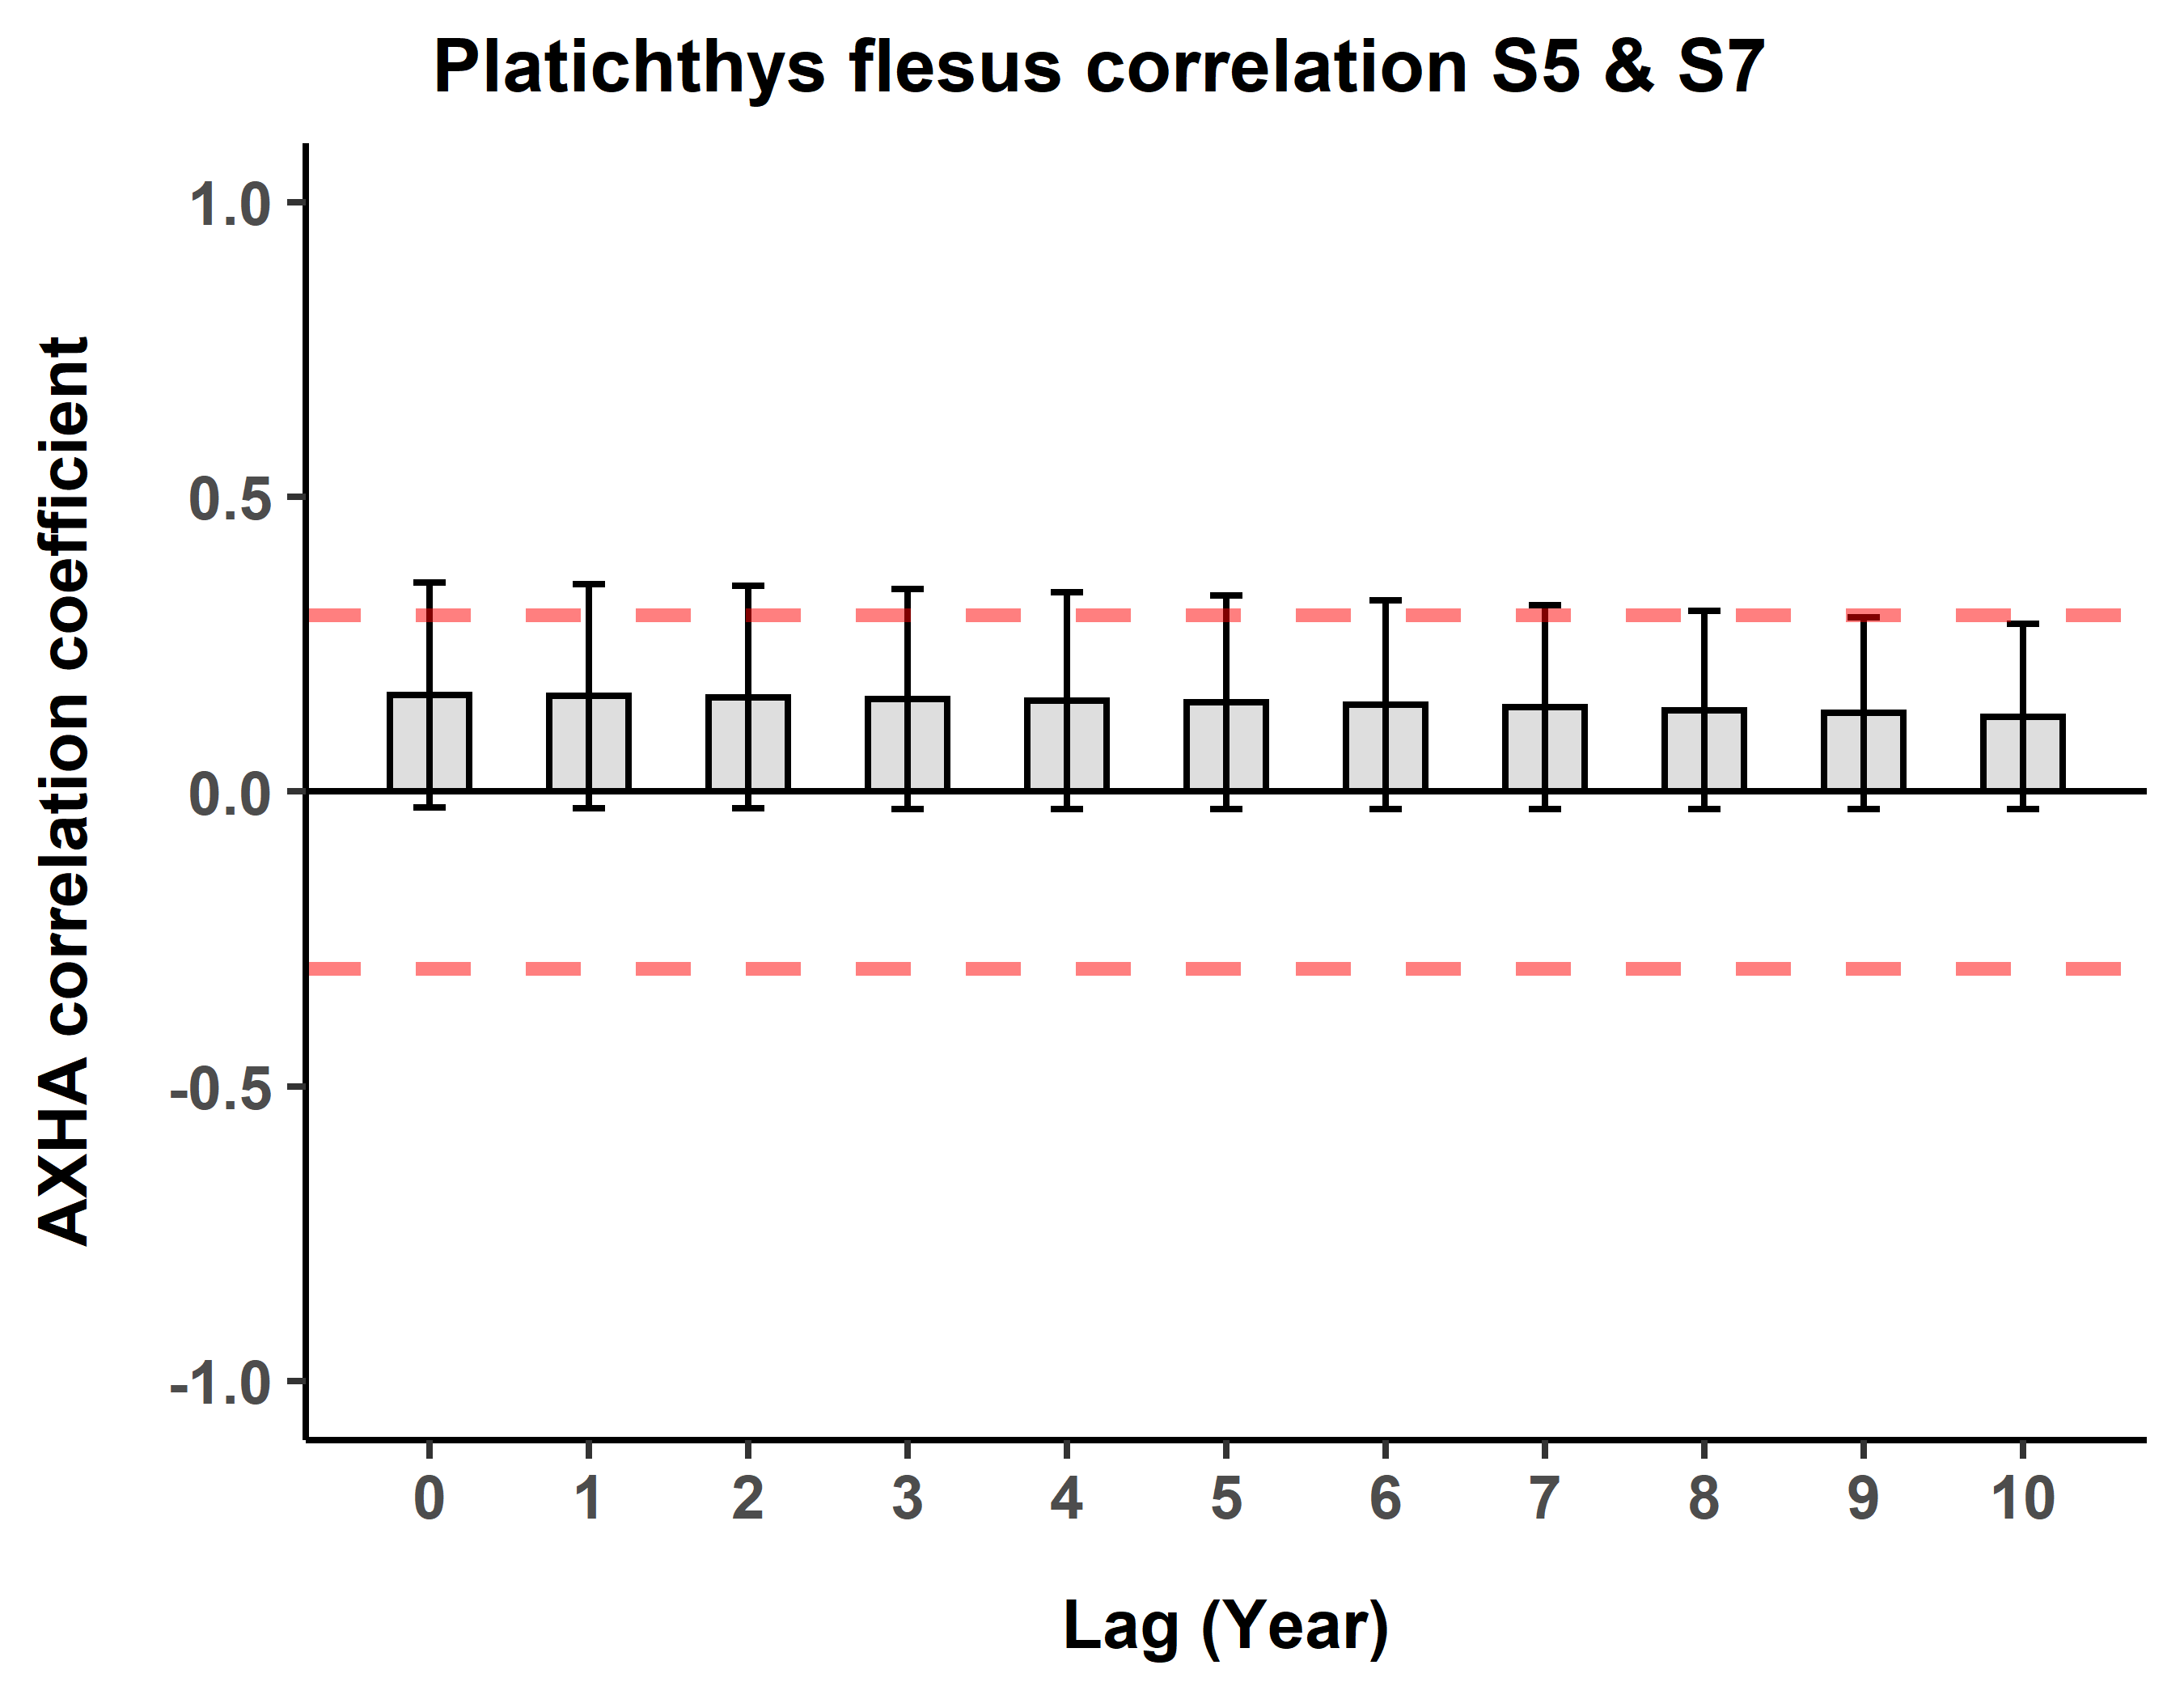 Platichthys flesus correlation S5 & S7
AXHA correlation coefficient
1.0
0.5
0.0
-0.5
-1.0
0 1 2 3 4 5 6 7 8 9 10
Lag (Year)